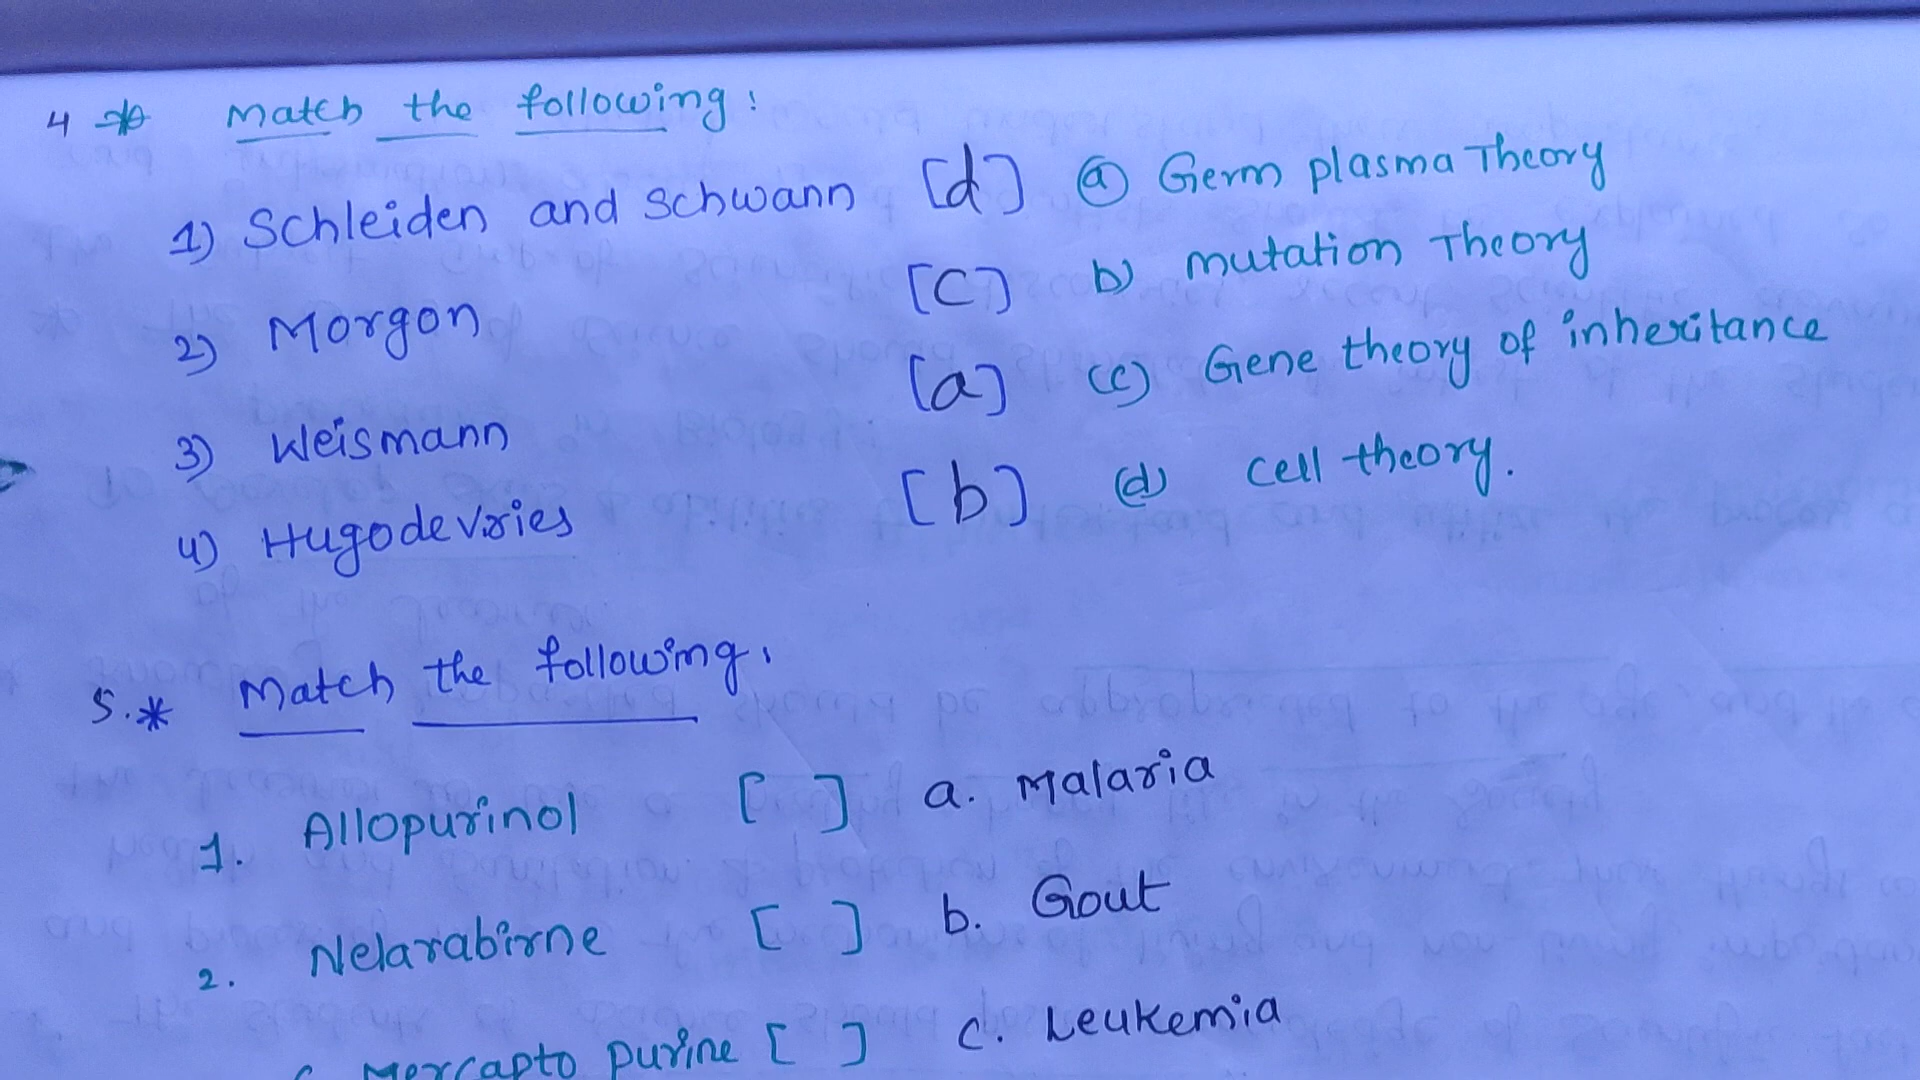 4 * Match the following:
1) Schleiden and Schwann [d] (a) Germ plasma Theory
2) Morgon [C] b) mutation Theory
3) Weismann [a] (c) Gene theory of inheritance
4) Hugodevries [b] (d) cell theory.
5.* Match the following.
1. Allopurinol [ ] a. Malaria
2. Nelarabirne [ ] b. Gout
Mercapto purine [ ] c. Leukemia